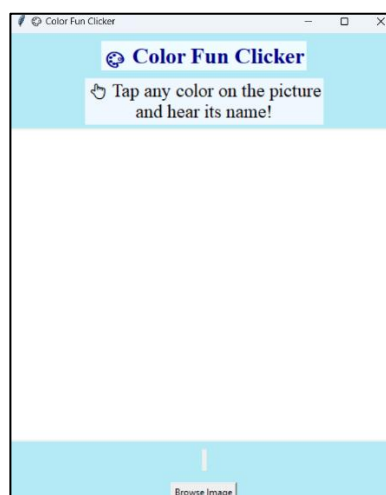 Color Fun Clicker
Color Fun Clicker
Tap any color on the picture
and hear its name!
Browse Image